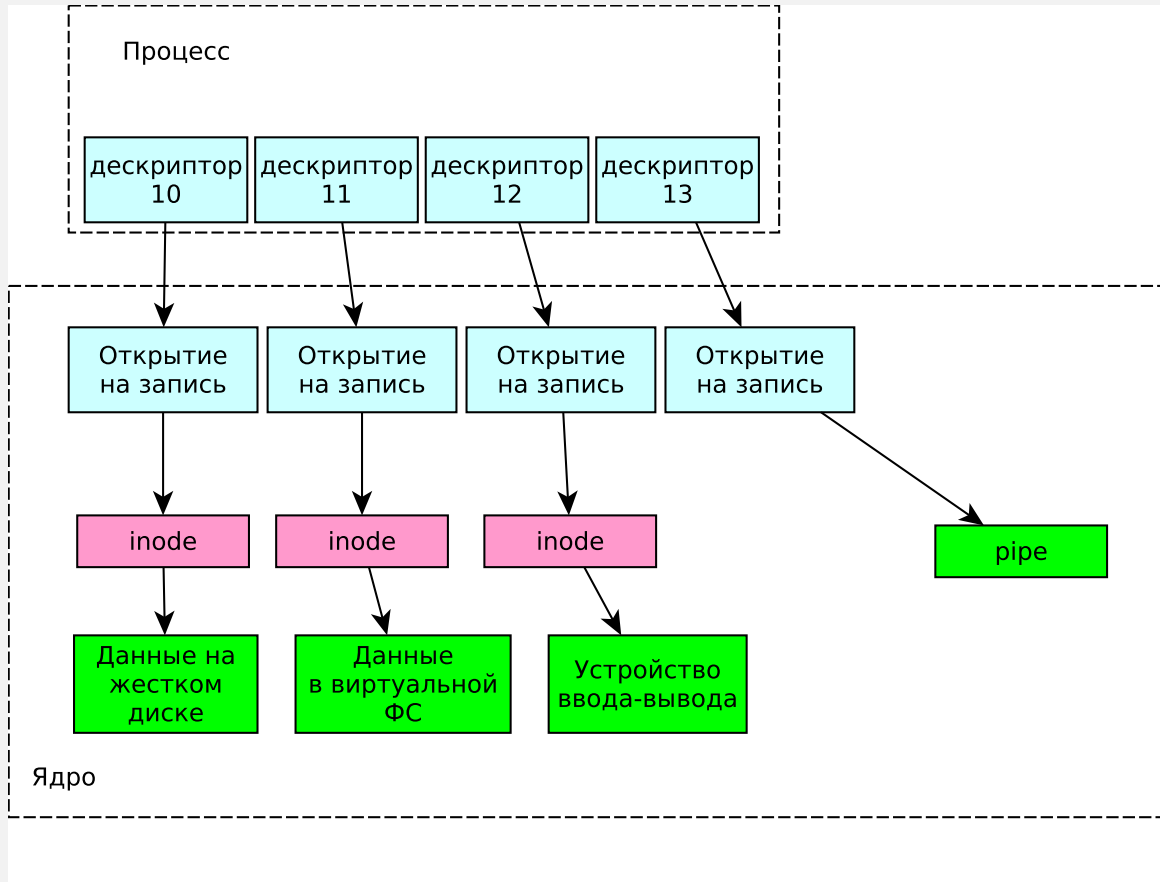 Процесс
дескриптор
10
дескриптор
11
дескриптор
12
дескриптор
13
Открытие
на запись
Открытие
на запись
Открытие
на запись
Открытие
на запись
inode
inode
inode
pipe
Данные на
жестком
диске
Данные
в виртуальной
ФС
Устройство
ввода-вывода
Ядро